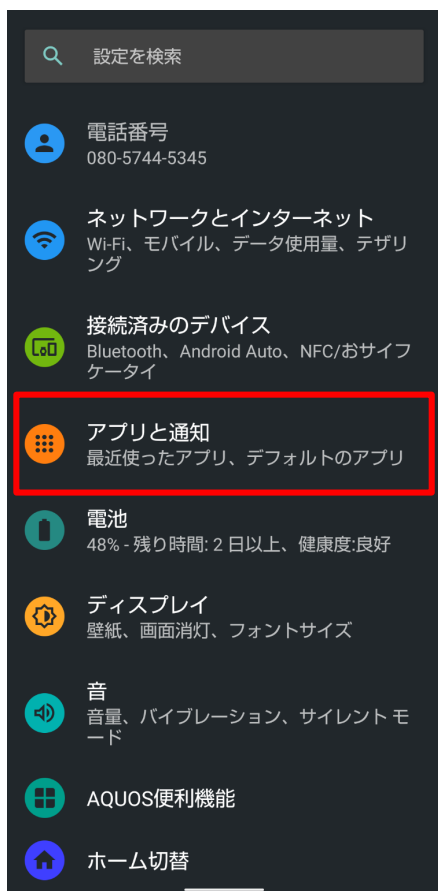 設定を検索
電話番号
080-5744-5345
ネットワークとインターネット
Wi-Fi、モバイル、データ使用量、テザリ
ング
接続済みのデバイス
Bluetooth、Android Auto、NFC/おサイフ
ケータイ
アプリと通知
最近使ったアプリ、デフォルトのアプリ
電池
48% - 残り時間: 2 日以上、健康度:良好
ディスプレイ
壁紙、画面消灯、フォントサイズ
音
音量、バイブレーション、サイレント モ
ード
AQUOS便利機能
ホーム切替